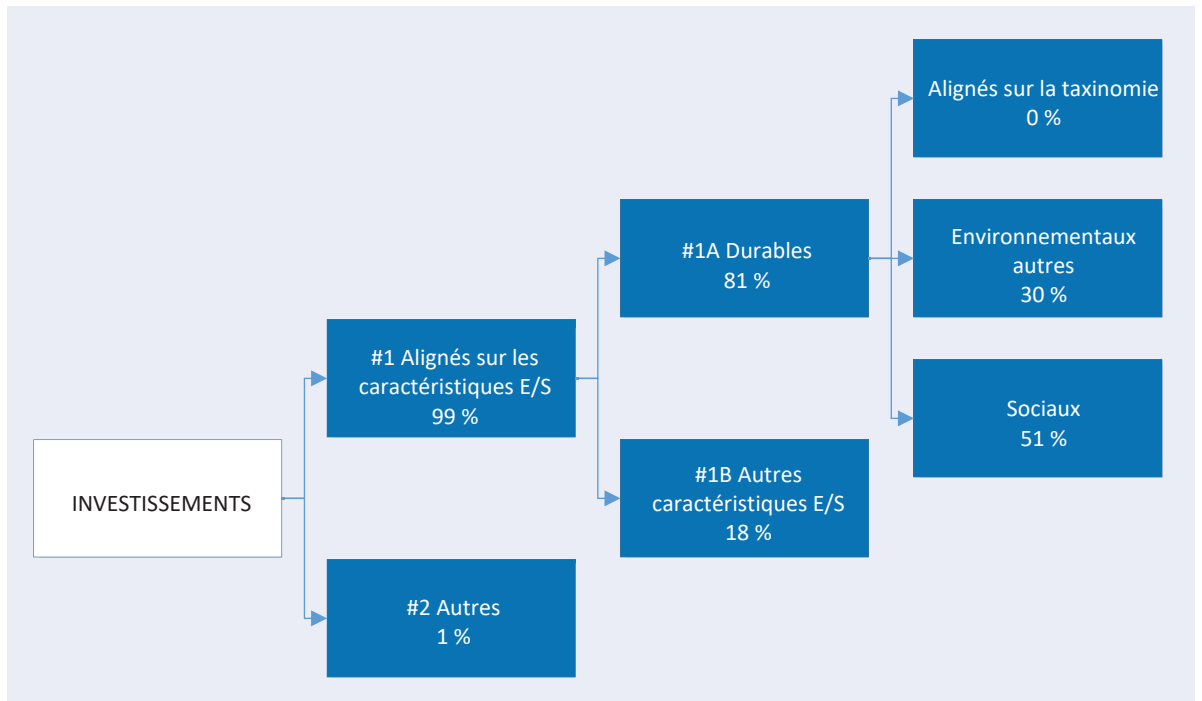 INVESTISSEMENTS
#1 Alignés sur les
caractéristiques E/S
99 %
#2 Autres
1 %
#1A Durables
81 %
#1B Autres
caractéristiques E/S
18 %
Alignés sur la taxinomie
0 %
Environnementaux
autres
30 %
Sociaux
51 %